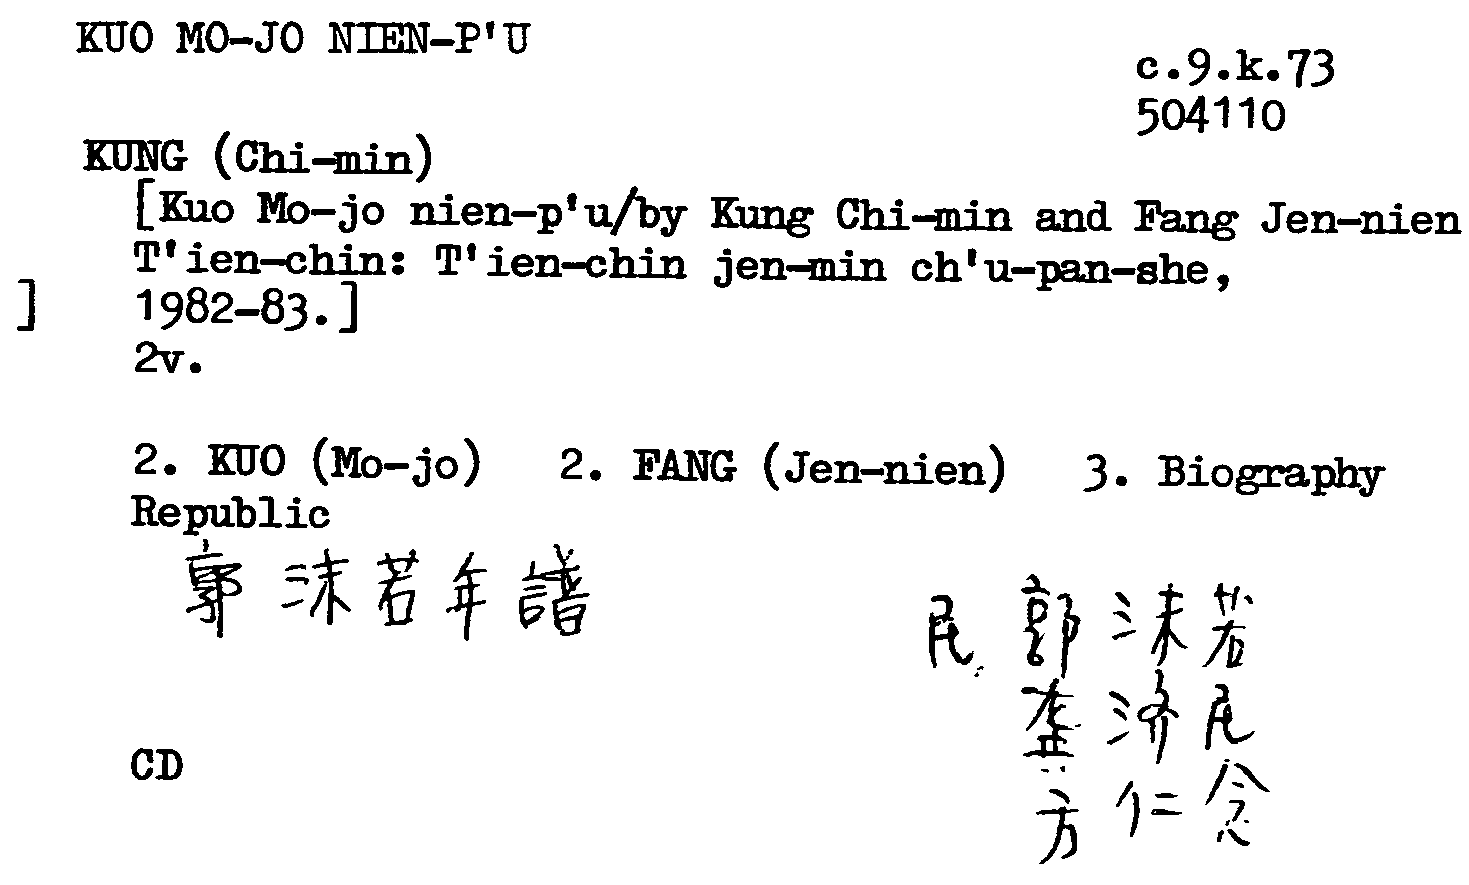 KUO MO-JO NIEN-P'U
c.9.k.73
504110
KUNG (Chi-min)
[Kuo Mo-jo nien-p'u/by Kung Chi-min and Fang Jen-nien
T'ien-chin: T'ien-chin jen-min ch'u-pan-she,
] 1982-83.]
2v.
2. KUO (Mo-jo) 2. FANG (Jen-nien) 3. Biography
Republic
郭沫若年譜
民 郭沫若
龚济民
方仁念
CD